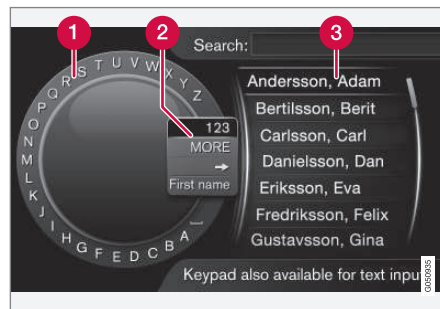 1
2
3
Search:
A B C D E F G H I J K L M N O P Q R S T U V W X Y Z
123
MORE
→
First name
Andersson, Adam
Bertilsson, Berit
Carlsson, Carl
Danielsson, Dan
Eriksson, Eva
Fredriksson, Felix
Gustavsson, Gina
Keypad also available for text input
G050935